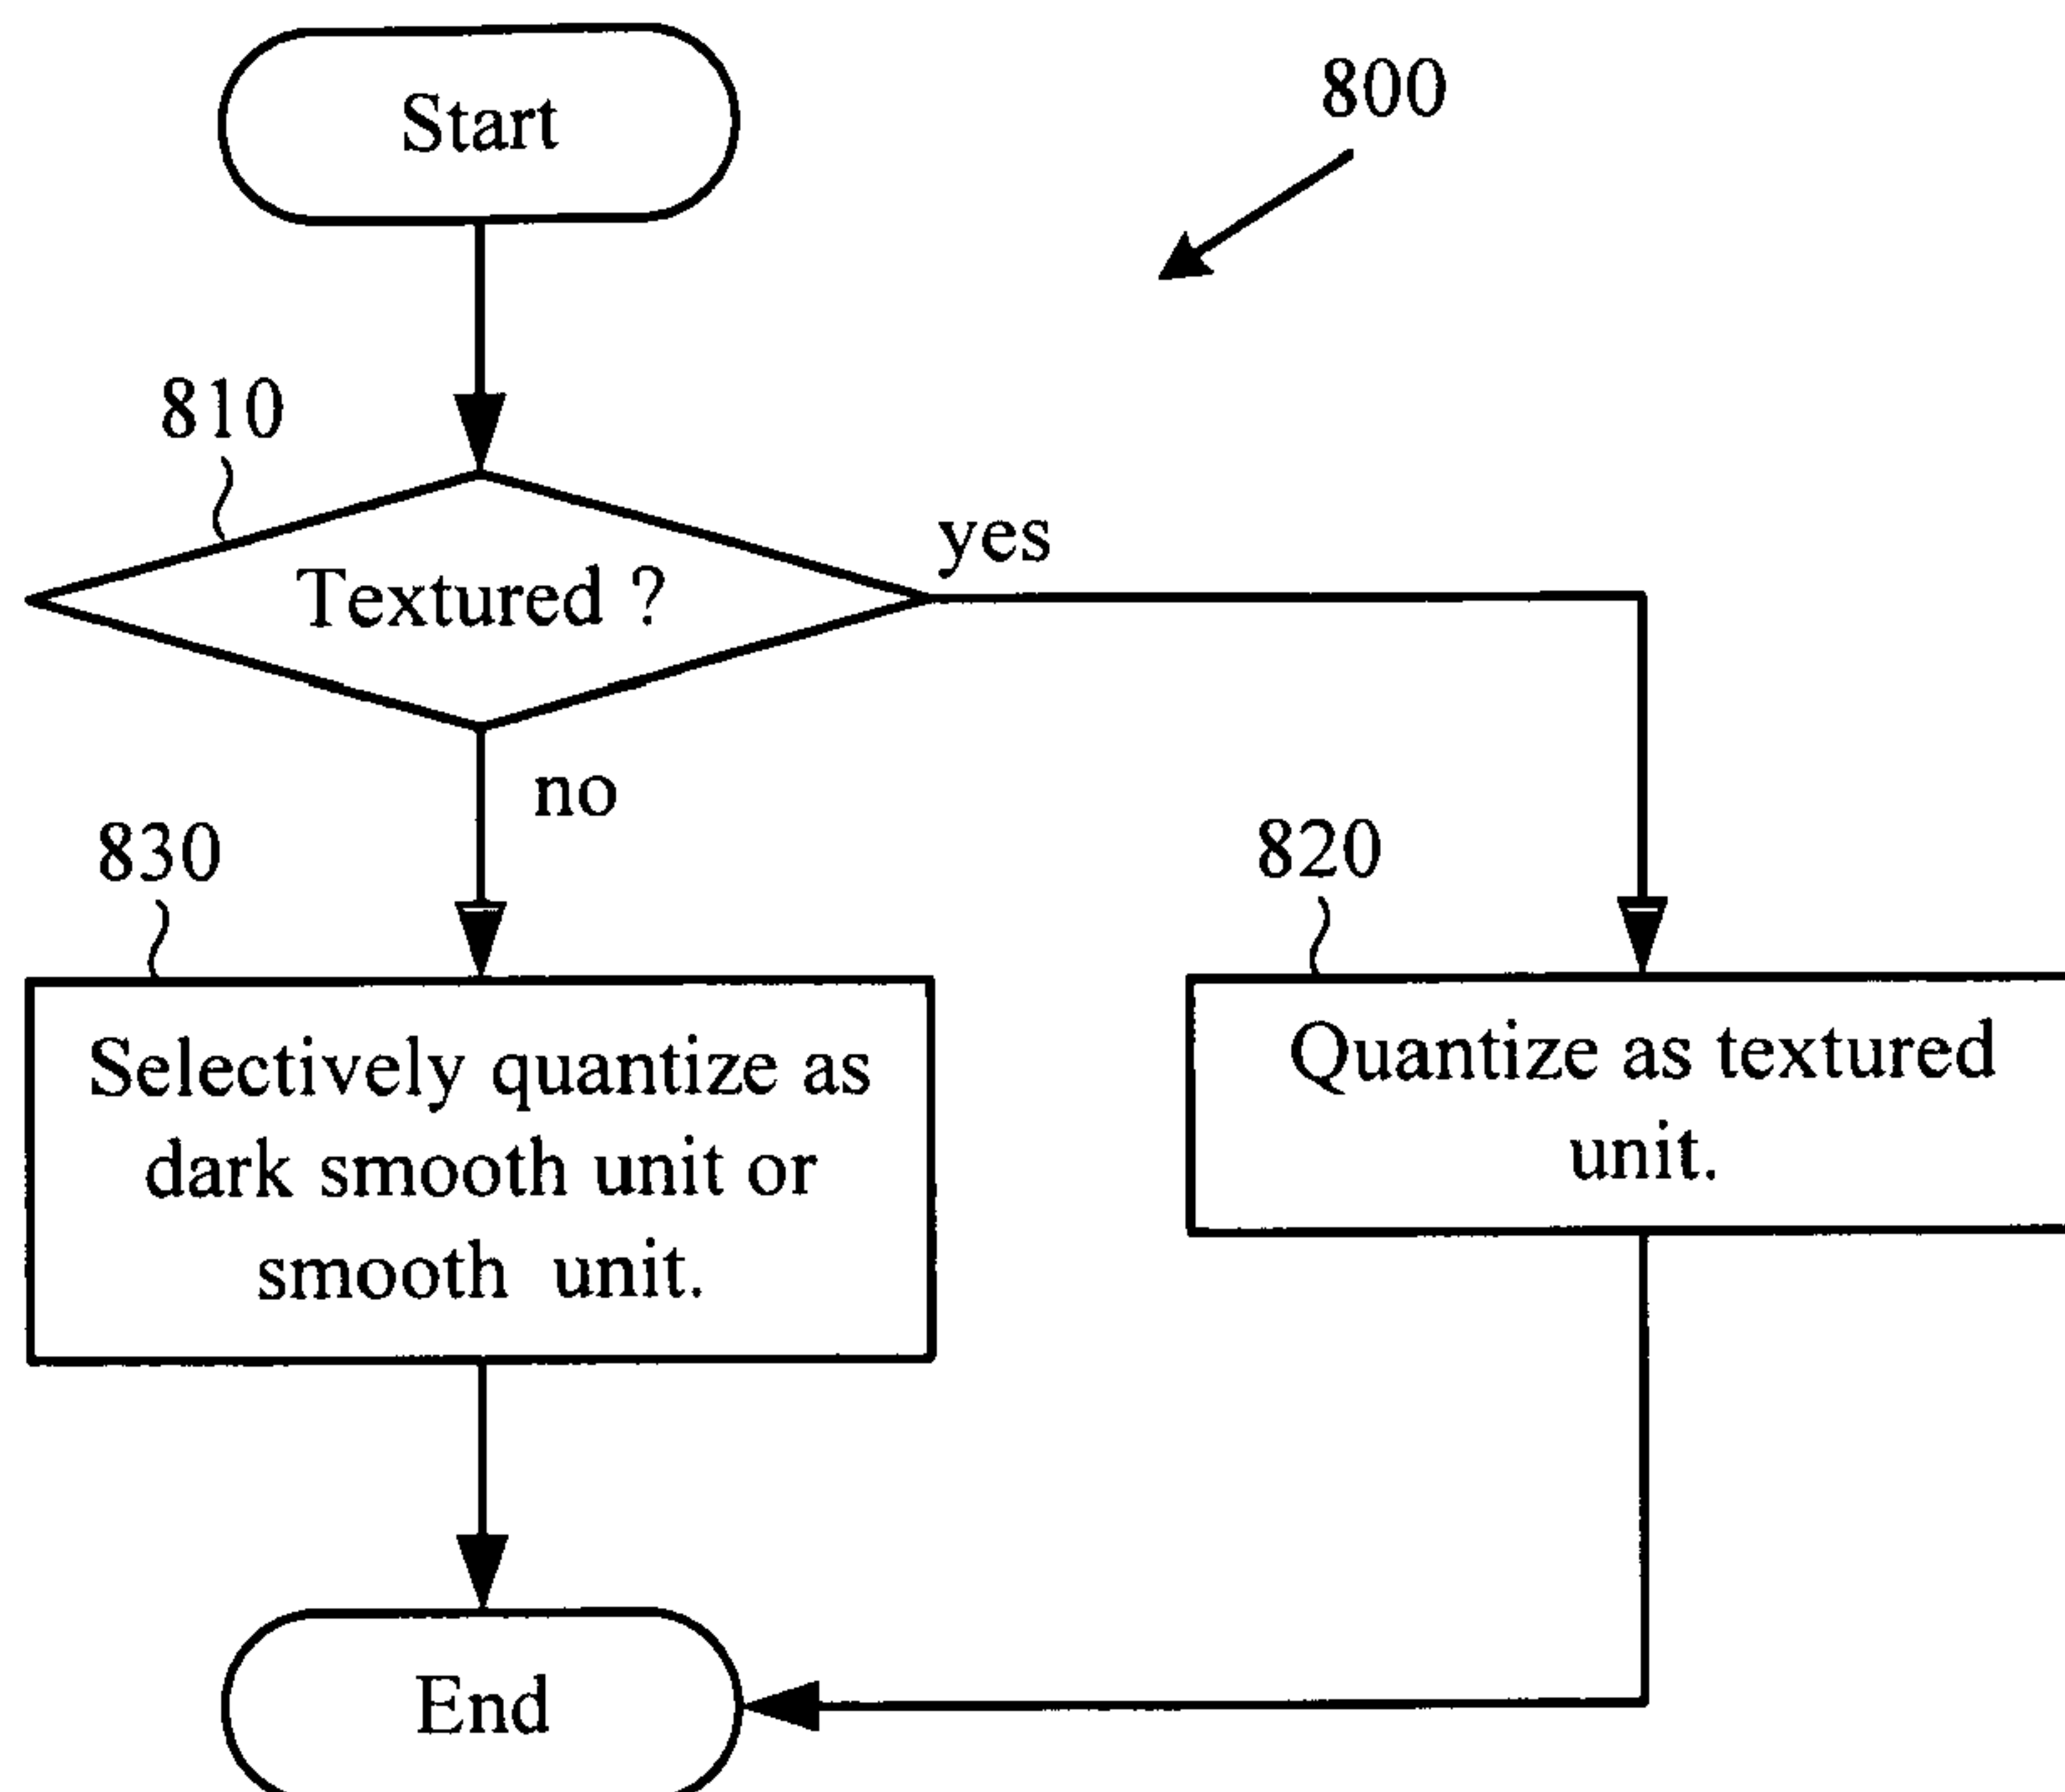 Start
800
810
Textured ?
yes
no
830
820
Selectively quantize as
dark smooth unit or
smooth unit.
Quantize as textured
unit.
End